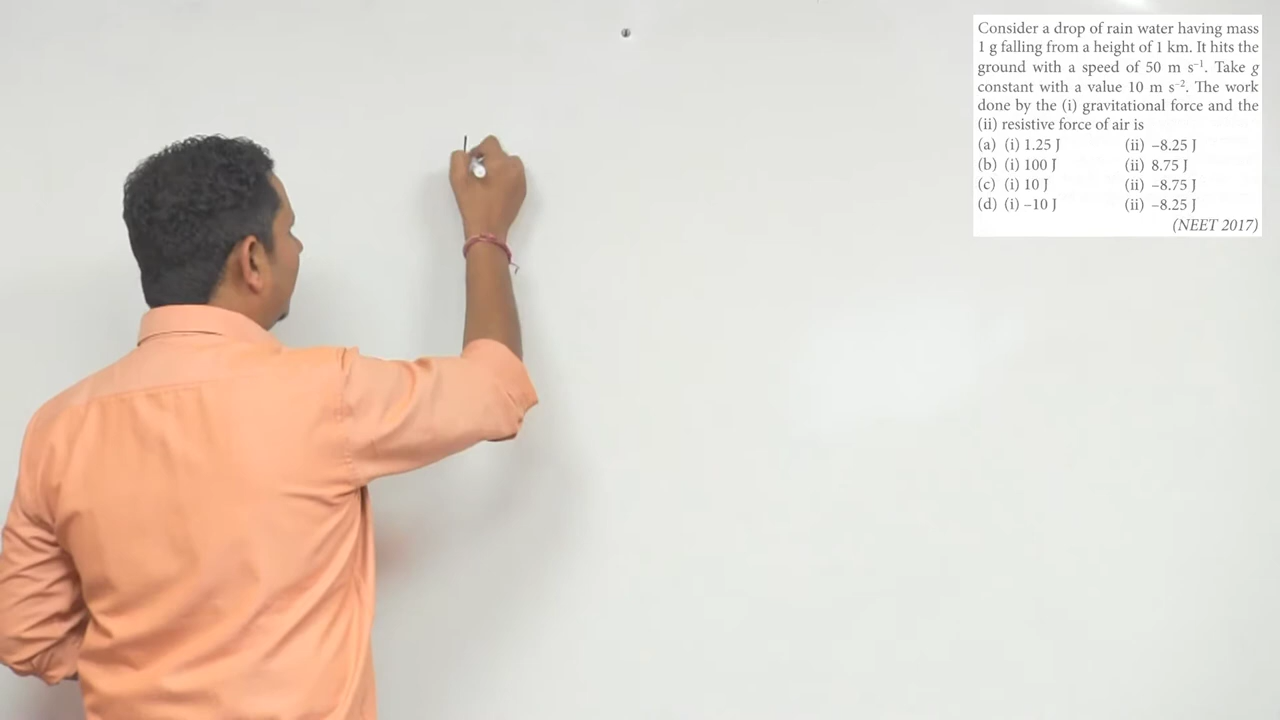 Consider a drop of rain water having mass
1 g falling from a height of 1 km. It hits the
ground with a speed of 50 m s⁻¹. Take g
constant with a value 10 m s⁻². The work
done by the (i) gravitational force and the
(ii) resistive force of air is
(a) (i) 1.25 J (ii) –8.25 J
(b) (i) 100 J (ii) 8.75 J
(c) (i) 10 J (ii) –8.75 J
(d) (i) –10 J (ii) –8.25 J
(NEET 2017)